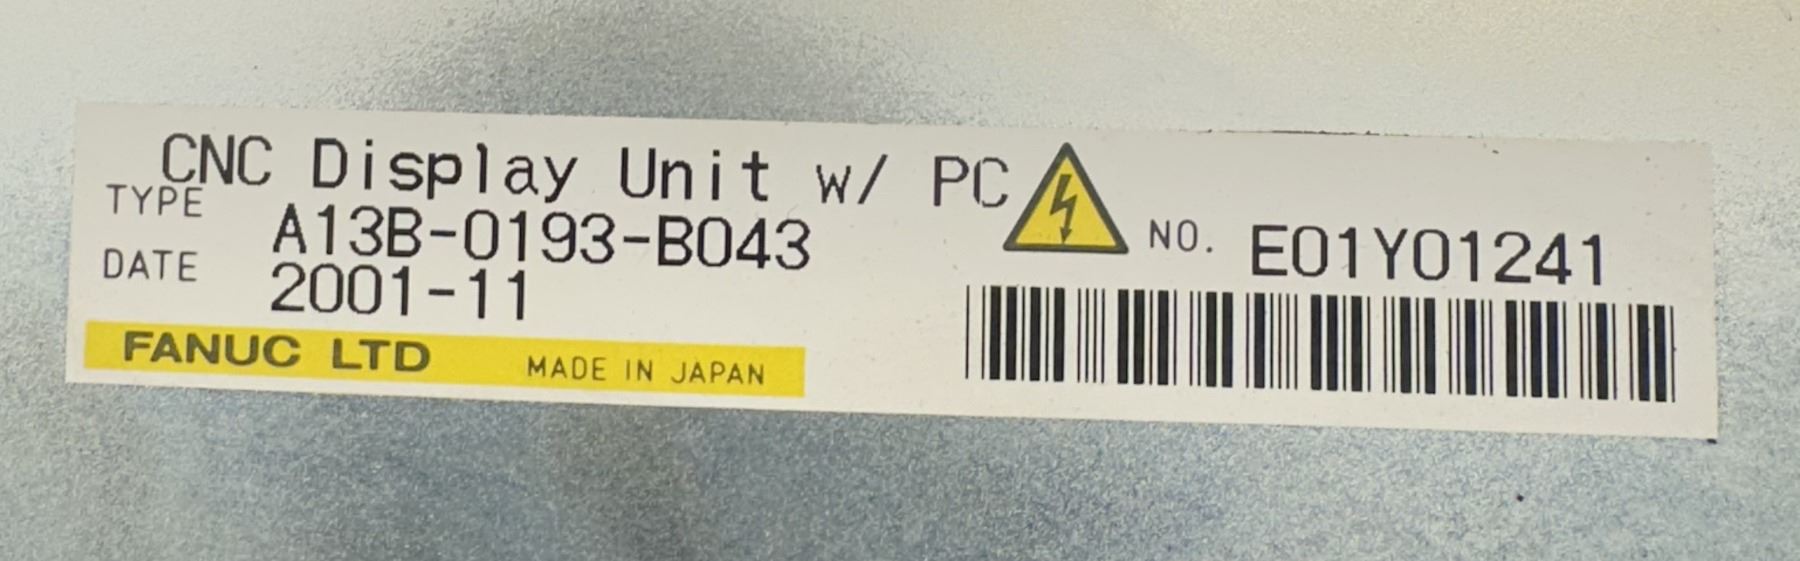 CNC Display Unit w/ PC
TYPE A13B-0193-B043
NO. E01Y01241
DATE 2001-11
FANUC LTD MADE IN JAPAN